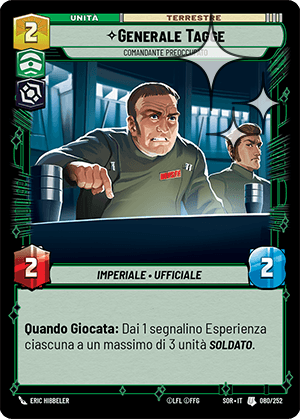 2
UNITÀ
TERRESTRE
Generale Tagge
COMANDANTE PREOCCUPATO
2
IMPERIALE • UFFICIALE
2
Quando Giocata: Dai 1 segnalino Esperienza
ciascuna a un massimo di 3 unità SOLDATO.
ERIC HIBBELER
©LFL ©FFG
SOR • IT
080/252